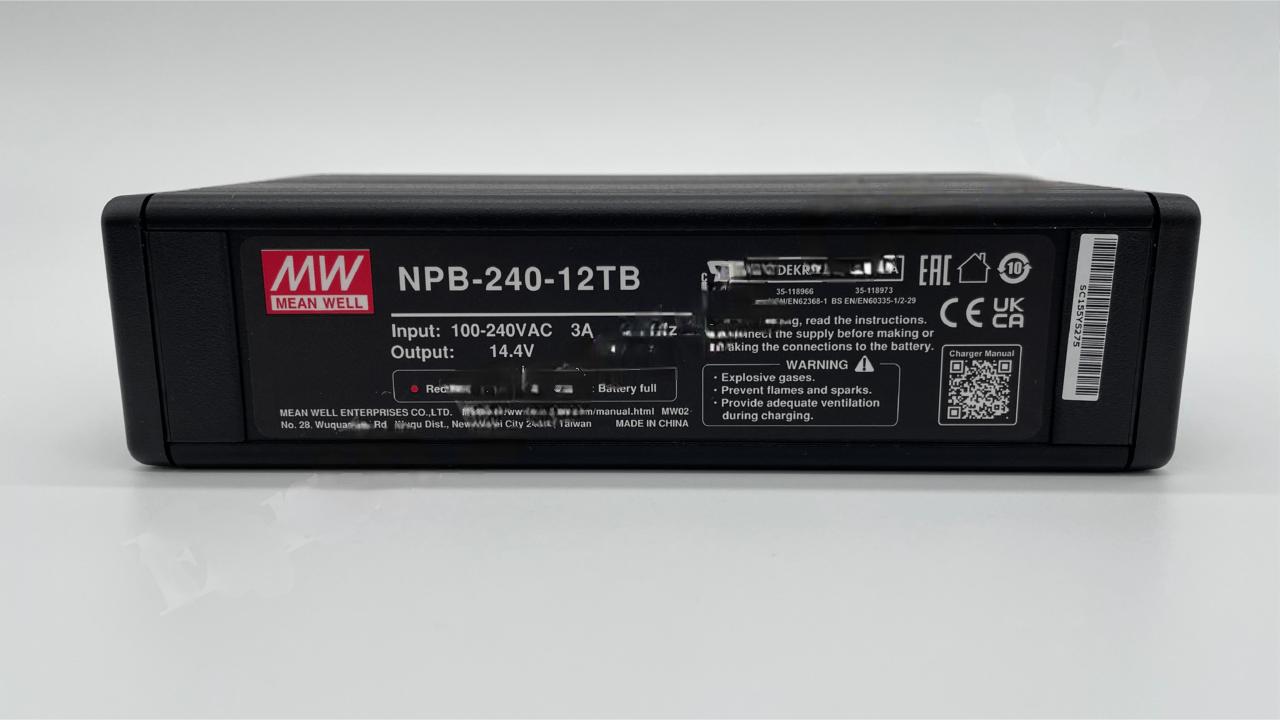 MW
MEAN WELL
NPB-240-12TB
Input: 100-240VAC 3A
Output: 14.4V
Battery full
MEAN WELL ENTERPRISES CO.,LTD. MW02
No. 28, Dist., City Taiwan MADE IN CHINA
35-118966 35-118973
BS EN/EN60335-1/2-29
read the instructions.
the supply before making or
the connections to the battery.
WARNING
· Explosive gases.
· Prevent flames and sparks.
· Provide adequate ventilation
during charging.
EAC
10
CE
UK
CA
Charger Manual
SC155Y5275